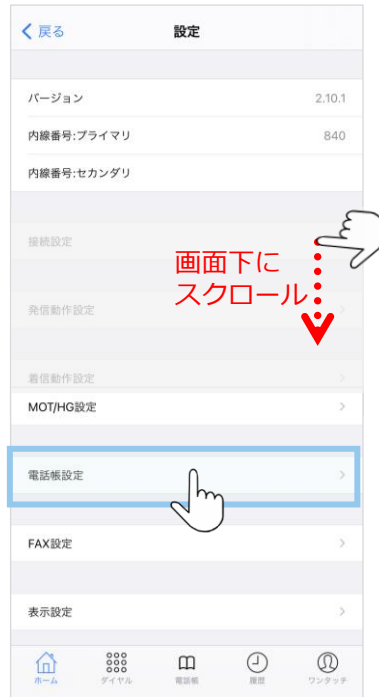 戻る 設定
バージョン 2.10.1
内線番号:プライマリ 840
内線番号:セカンダリ
接続設定
画面下に
スクロール
発信動作設定
着信動作設定
MOT/HG設定
電話帳設定
FAX設定
表示設定
ホーム ダイヤル 電話帳 履歴 ワンタッチ